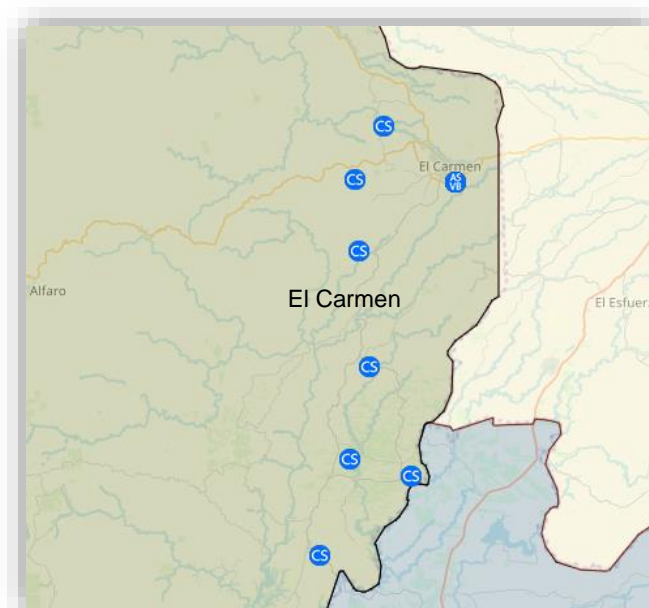 CS
El Carmen
CS
AS
VB
CS
Alfaro
El Carmen
El Esfuer
CS
CS
CS
CS